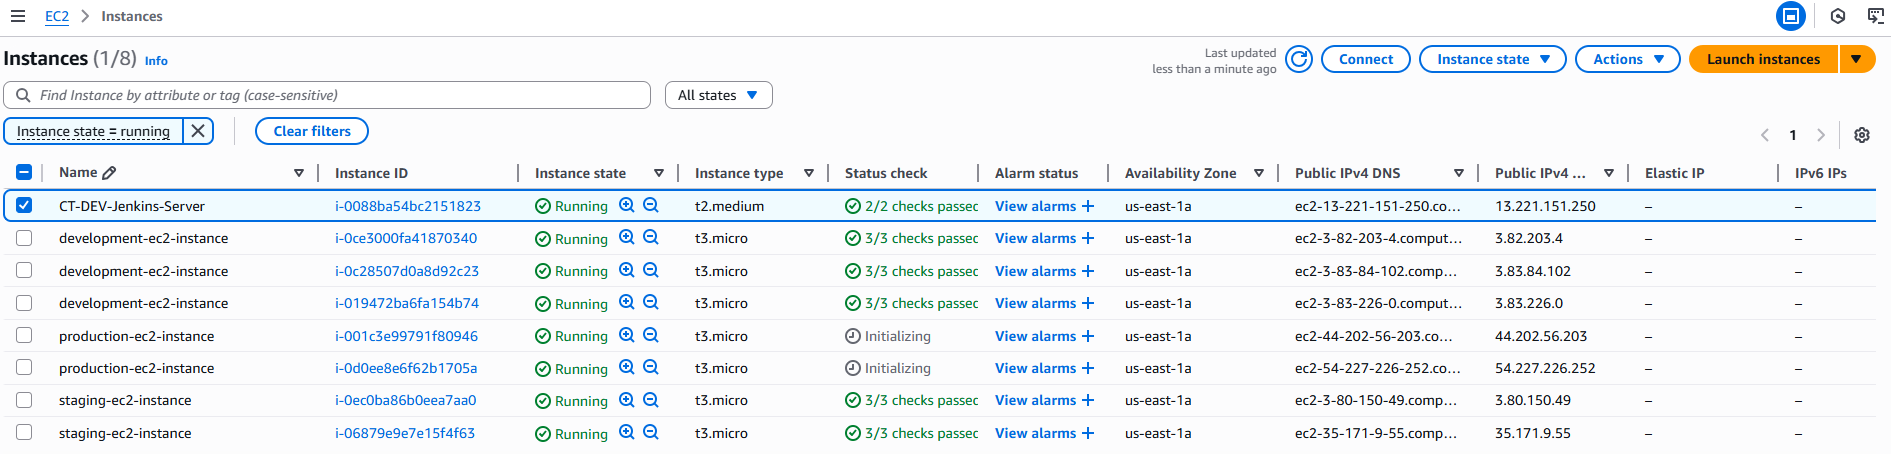 EC2 Instances
Instances (1/8) Info Last updated less than a minute ago Connect Instance state Actions Launch instances
Find Instance by attribute or tag (case-sensitive) All states
Instance state = running Clear filters 1
Name Instance ID Instance state Instance type Status check Alarm status Availability Zone Public IPv4 DNS Public IPv4 ... Elastic IP IPv6 IPs
CT-DEV-Jenkins-Server i-0088ba54bc2151823 Running t2.medium 2/2 checks passed View alarms + us-east-1a ec2-13-221-151-250.co... 13.221.151.250 – –
development-ec2-instance i-0ce3000fa41870340 Running t3.micro 3/3 checks passed View alarms + us-east-1a ec2-3-82-203-4.comput... 3.82.203.4 – –
development-ec2-instance i-0c28507d0a8d92c23 Running t3.micro 3/3 checks passed View alarms + us-east-1a ec2-3-83-84-102.comp... 3.83.84.102 – –
development-ec2-instance i-019472ba6fa154b74 Running t3.micro 3/3 checks passed View alarms + us-east-1a ec2-3-83-226-0.comput... 3.83.226.0 – –
production-ec2-instance i-001c3e99791f80946 Running t3.micro Initializing View alarms + us-east-1a ec2-44-202-56-203.co... 44.202.56.203 – –
production-ec2-instance i-0d0ee8e6f62b1705a Running t3.micro Initializing View alarms + us-east-1a ec2-54-227-226-252.co... 54.227.226.252 – –
staging-ec2-instance i-0ec0ba86b0eea7aa0 Running t3.micro 3/3 checks passed View alarms + us-east-1a ec2-3-80-150-49.comp... 3.80.150.49 – –
staging-ec2-instance i-06879e9e7e15f4f63 Running t3.micro 3/3 checks passed View alarms + us-east-1a ec2-35-171-9-55.comp... 35.171.9.55 – –